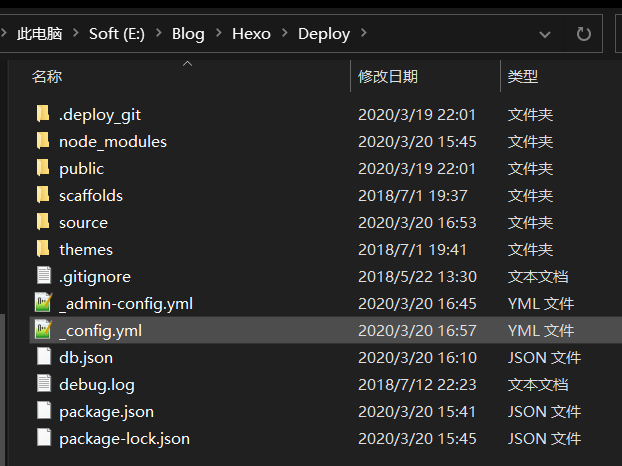 此电脑 > Soft (E:) > Blog > Hexo > Deploy >
名称 修改日期 类型
.deploy_git 2020/3/19 22:01 文件夹
node_modules 2020/3/20 15:45 文件夹
public 2020/3/19 22:01 文件夹
scaffolds 2018/7/1 19:37 文件夹
source 2020/3/20 16:53 文件夹
themes 2018/7/1 19:41 文件夹
.gitignore 2018/5/22 13:30 文本文档
_admin-config.yml 2020/3/20 16:45 YML 文件
_config.yml 2020/3/20 16:57 YML 文件
db.json 2020/3/20 16:10 JSON 文件
debug.log 2018/7/12 22:23 文本文档
package.json 2020/3/20 15:41 JSON 文件
package-lock.json 2020/3/20 15:45 JSON 文件